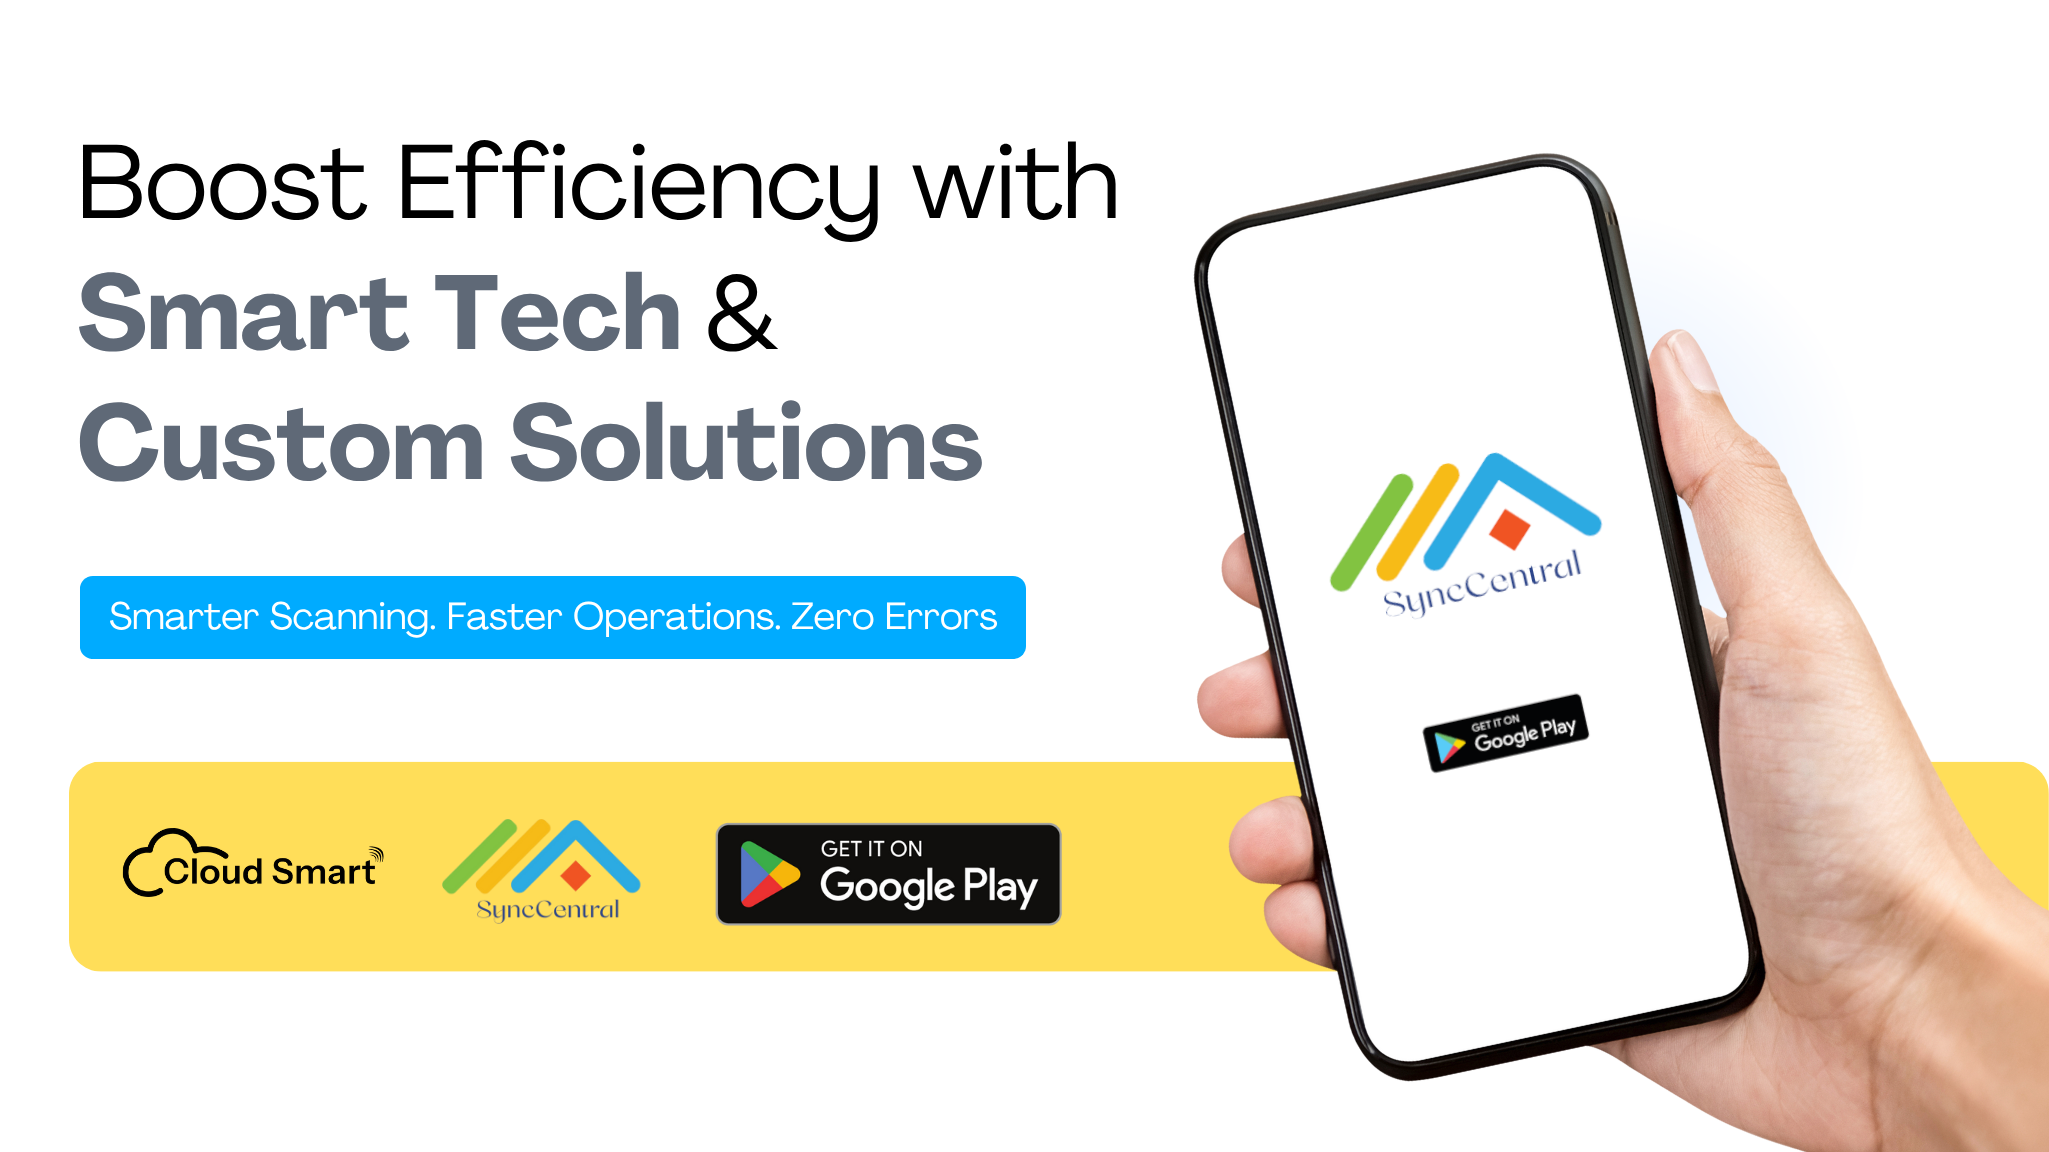 Boost Efficiency with
Smart Tech &
Custom Solutions
Smarter Scanning. Faster Operations. Zero Errors
Cloud Smart
SyncCentral
GET IT ON
Google Play
SyncCentral
GET IT ON
Google Play